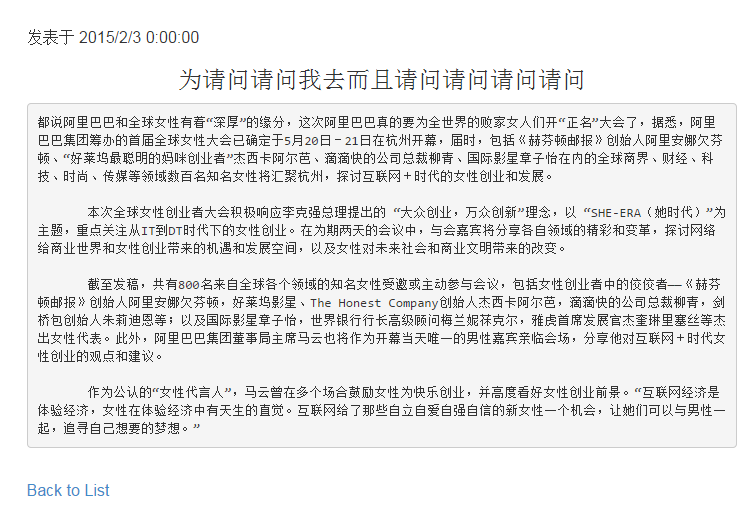 发表于 2015/2/3 0:00:00
为请问请问我去而且请问请问请问请问
都说阿里巴巴和全球女性有着“深厚”的缘分，这次阿里巴巴真的要为全世界的败家女人们开“正名”大会了，据悉，阿里
巴巴集团筹办的首届全球女性大会已确定于5月20日－21日在杭州开幕，届时，包括《赫芬顿邮报》创始人阿里安娜欠芬
顿、“好莱坞最聪明的妈咪创业者”杰西卡阿尔芭、滴滴快的公司总裁柳青、国际影星章子怡在内的全球商界、财经、科
技、时尚、传媒等领域数百名知名女性将汇聚杭州，探讨互联网＋时代的女性创业和发展。
本次全球女性创业者大会积极响应李克强总理提出的 “大众创业，万众创新”理念，以 “SHE-ERA（她时代）”为
主题，重点关注从IT到DT时代下的女性创业。在为期两天的会议中，与会嘉宾将分享各自领域的精彩和变革，探讨网络
给商业世界和女性创业带来的机遇和发展空间，以及女性对未来社会和商业文明带来的改变。
截至发稿，共有800名来自全球各个领域的知名女性受邀或主动参与会议，包括女性创业者中的佼佼者——《赫芬
顿邮报》创始人阿里安娜欠芬顿，好莱坞影星、The Honest Company创始人杰西卡阿尔芭，滴滴快的公司总裁柳青，剑
桥包创始人朱莉迪恩等；以及国际影星章子怡，世界银行行长高级顾问梅兰妮茯克尔，雅虎首席发展官杰奎琳里塞丝等杰
出女性代表。此外，阿里巴巴集团董事局主席马云也将作为开幕当天唯一的男性嘉宾亲临会场，分享他对互联网＋时代女
性创业的观点和建议。
作为公认的“女性代言人”，马云曾在多个场合鼓励女性为快乐创业，并高度看好女性创业前景。“互联网经济是
体验经济，女性在体验经济中有天生的直觉。互联网给了那些自立自爱自强自信的新女性一个机会，让她们可以与男性一
起，追寻自己想要的梦想。”
Back to List